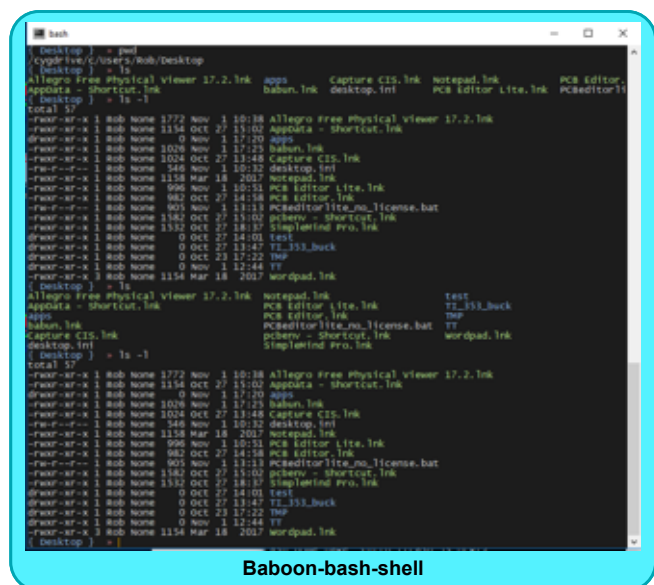 bash
{ Desktop } » pwd
/cygdrive/c/Users/Rob/Desktop
{ Desktop } » ls
Allegro Free Physical Viewer 17.2.lnk apps Capture CIS.lnk Notepad.lnk PCB Editor.
AppData - Shortcut.lnk babun.lnk desktop.ini PCB Editor Lite.lnk PCBeditorli
{ Desktop } » ls -l
total 57
-rwxr-xr-x 1 Rob None 1772 Nov 1 10:38 Allegro Free Physical Viewer 17.2.lnk
-rwxr-xr-x 1 Rob None 1154 Oct 27 15:02 AppData - Shortcut.lnk
drwxr-xr-x 1 Rob None 0 Nov 1 17:20 apps
-rwxr-xr-x 1 Rob None 1026 Nov 1 17:25 babun.lnk
-rwxr-xr-x 1 Rob None 1024 Oct 27 13:48 Capture CIS.lnk
-rw-r--r-- 1 Rob None 546 Nov 1 10:32 desktop.ini
-rwxr-xr-x 1 Rob None 1158 Mar 18 2017 Notepad.lnk
-rwxr-xr-x 1 Rob None 996 Nov 1 10:51 PCB Editor Lite.lnk
-rwxr-xr-x 1 Rob None 982 Oct 27 14:58 PCB Editor.lnk
-rw-r--r-- 1 Rob None 905 Nov 1 13:13 PCBeditorlite_no_license.bat
-rwxr-xr-x 1 Rob None 1582 Oct 27 15:02 pcbenv - Shortcut.lnk
-rwxr-xr-x 1 Rob None 1532 Oct 27 18:37 SimpleMind Pro.lnk
drwxr-xr-x 1 Rob None 0 Oct 27 14:01 test
drwxr-xr-x 1 Rob None 0 Oct 27 13:47 TI_353_buck
drwxr-xr-x 1 Rob None 0 Oct 23 17:22 TMP
drwxr-xr-x 1 Rob None 0 Nov 1 12:44 TT
-rwxr-xr-x 3 Rob None 1154 Mar 18 2017 Wordpad.lnk
{ Desktop } » ls
Allegro Free Physical Viewer 17.2.lnk Notepad.lnk test
AppData - Shortcut.lnk PCB Editor Lite.lnk TI_353_buck
apps PCB Editor.lnk TMP
babun.lnk PCBeditorlite_no_license.bat TT
Capture CIS.lnk pcbenv - Shortcut.lnk Wordpad.lnk
desktop.ini SimpleMind Pro.lnk
{ Desktop } » ls -l
total 57
-rwxr-xr-x 1 Rob None 1772 Nov 1 10:38 Allegro Free Physical Viewer 17.2.lnk
-rwxr-xr-x 1 Rob None 1154 Oct 27 15:02 AppData - Shortcut.lnk
drwxr-xr-x 1 Rob None 0 Nov 1 17:20 apps
-rwxr-xr-x 1 Rob None 1026 Nov 1 17:25 babun.lnk
-rwxr-xr-x 1 Rob None 1024 Oct 27 13:48 Capture CIS.lnk
-rw-r--r-- 1 Rob None 546 Nov 1 10:32 desktop.ini
-rwxr-xr-x 1 Rob None 1158 Mar 18 2017 Notepad.lnk
-rwxr-xr-x 1 Rob None 996 Nov 1 10:51 PCB Editor Lite.lnk
-rwxr-xr-x 1 Rob None 982 Oct 27 14:58 PCB Editor.lnk
-rw-r--r-- 1 Rob None 905 Nov 1 13:13 PCBeditorlite_no_license.bat
-rwxr-xr-x 1 Rob None 1582 Oct 27 15:02 pcbenv - Shortcut.lnk
-rwxr-xr-x 1 Rob None 1532 Oct 27 18:37 SimpleMind Pro.lnk
drwxr-xr-x 1 Rob None 0 Oct 27 14:01 test
drwxr-xr-x 1 Rob None 0 Oct 27 13:47 TI_353_buck
drwxr-xr-x 1 Rob None 0 Oct 23 17:22 TMP
drwxr-xr-x 1 Rob None 0 Nov 1 12:44 TT
-rwxr-xr-x 3 Rob None 1154 Mar 18 2017 Wordpad.lnk
{ Desktop } »
Baboon-bash-shell